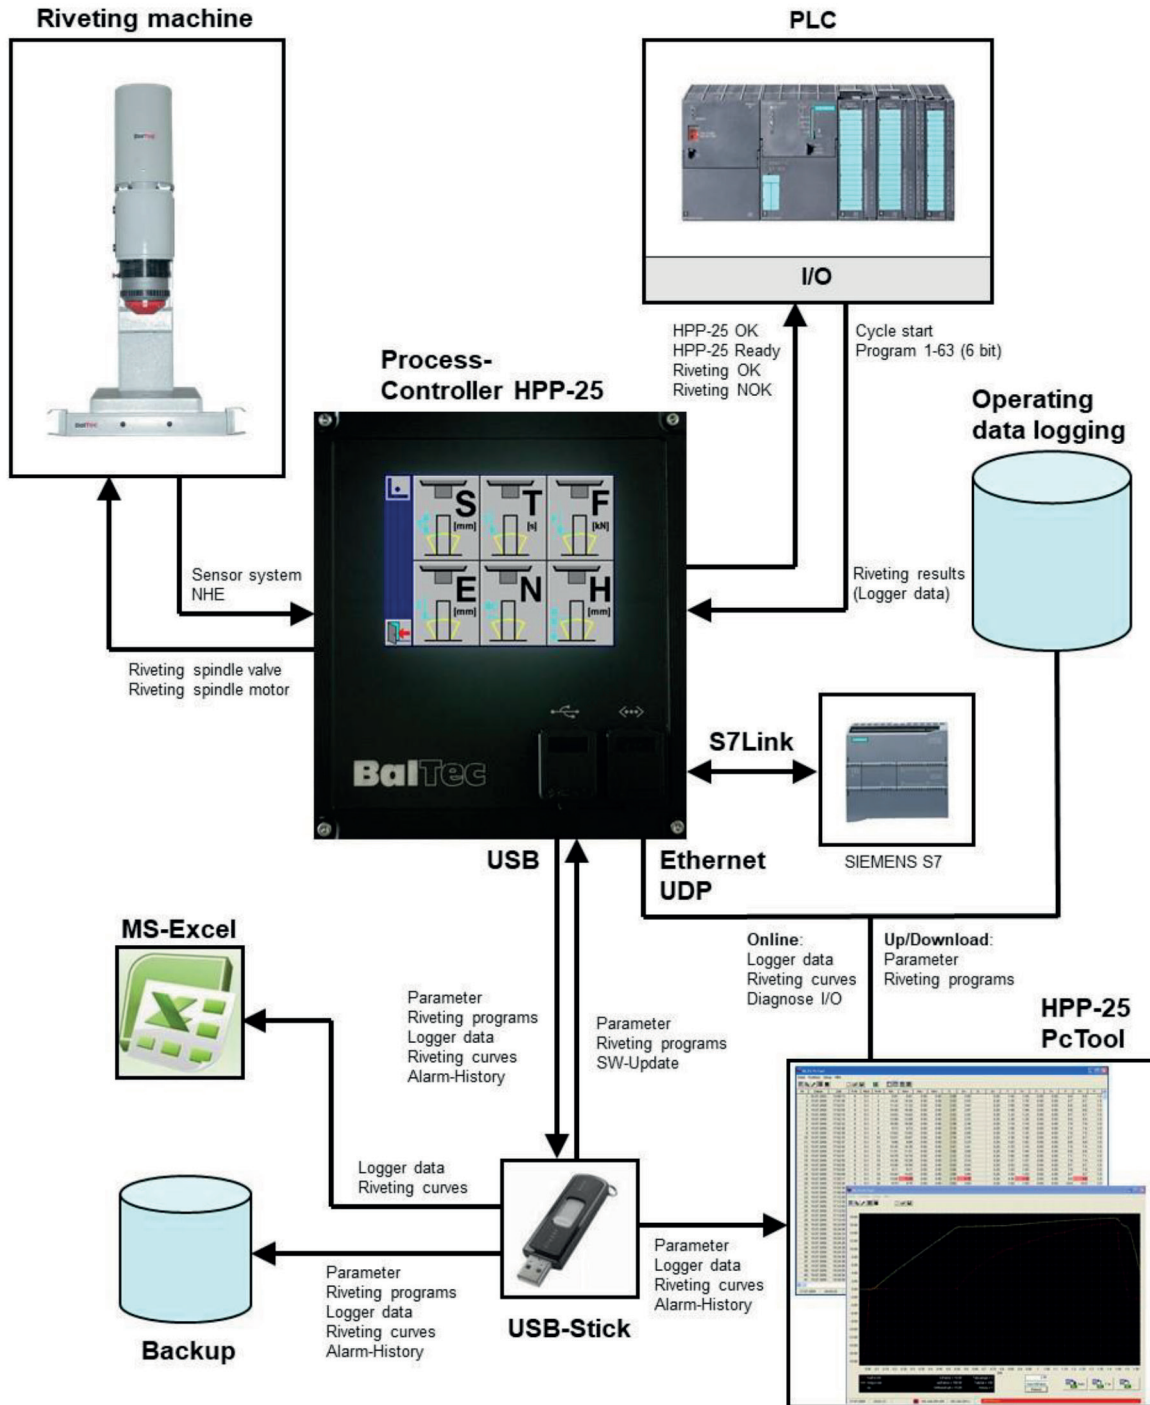 Riveting machine
PLC
BalTec
BalTec
SIEMENS
I/O
HPP-25 OK
HPP-25 Ready
Riveting OK
Riveting NOK
Cycle start
Program 1-63 (6 bit)
Process-
Controller HPP-25
Operating
data logging
S
[mm]
T
[s]
F
[kN]
E
[mm]
N
H
[mm]
Sensor system
NHE
Riveting results
(Logger data)
Riveting spindle valve
Riveting spindle motor
BalTec
S7Link
SIEMENS S7
USB
Ethernet
UDP
MS-Excel
Online:
Logger data
Riveting curves
Diagnose I/O
Up/Download:
Parameter
Riveting programs
HPP-25
PcTool
Parameter
Riveting programs
Logger data
Riveting curves
Alarm-History
Parameter
Riveting programs
SW-Update
Logger data
Riveting curves
Parameter
Riveting programs
Logger data
Riveting curves
Alarm-History
Parameter
Logger data
Riveting curves
Alarm-History
Backup
USB-Stick